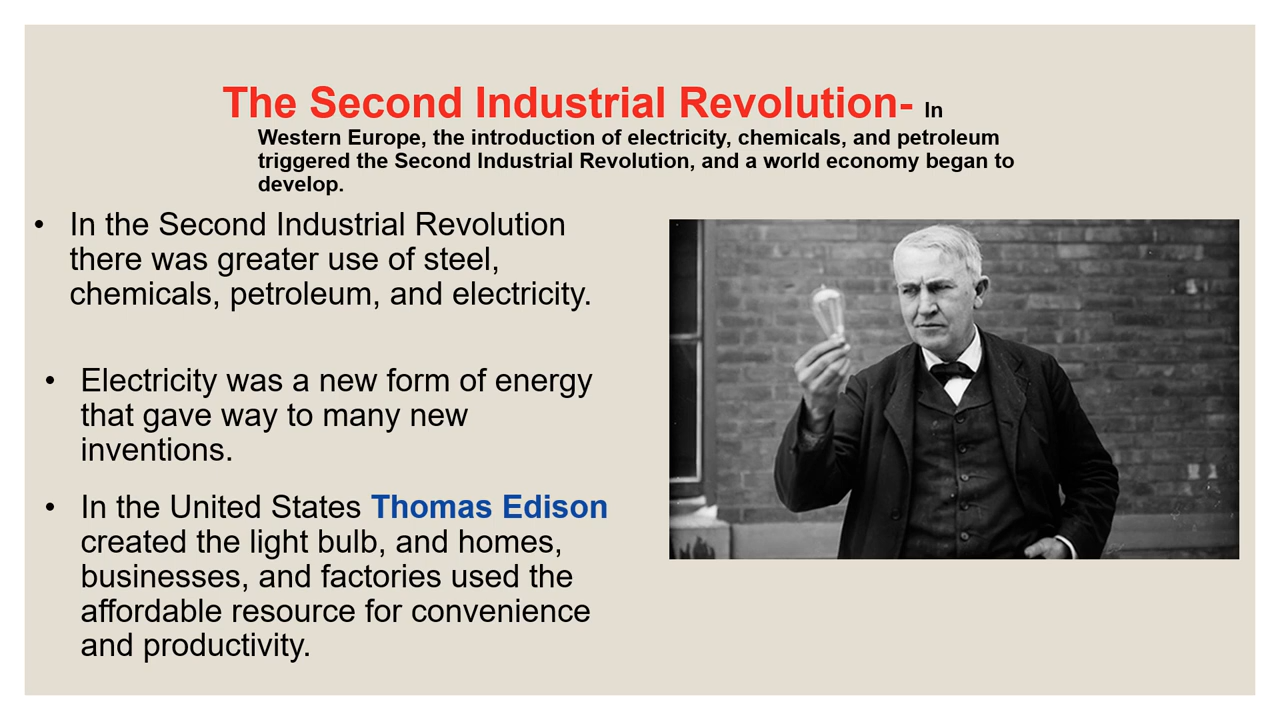 The Second Industrial Revolution- In
Western Europe, the introduction of electricity, chemicals, and petroleum
triggered the Second Industrial Revolution, and a world economy began to
develop.
• In the Second Industrial Revolution
there was greater use of steel,
chemicals, petroleum, and electricity.
• Electricity was a new form of energy
that gave way to many new
inventions.
• In the United States Thomas Edison
created the light bulb, and homes,
businesses, and factories used the
affordable resource for convenience
and productivity.